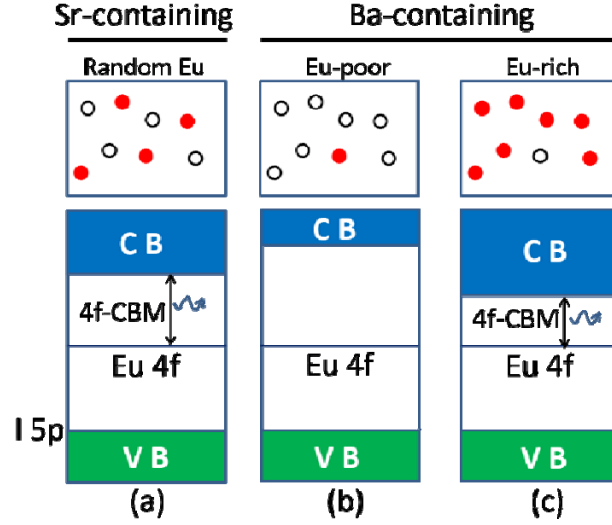 Sr-containing
Ba-containing
Random Eu
Eu-poor
Eu-rich
C B
C B
C B
4f-CBM
4f-CBM
Eu 4f
Eu 4f
Eu 4f
I 5p
V B
V B
V B
(a)
(b)
(c)